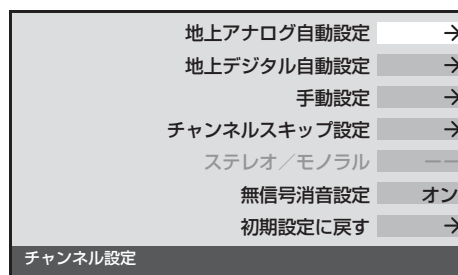 地上アナログ自動設定 →
地上デジタル自動設定 →
手動設定 →
チャンネルスキップ設定 →
ステレオ／モノラル －－
無信号消音設定 オン
初期設定に戻す →
チャンネル設定